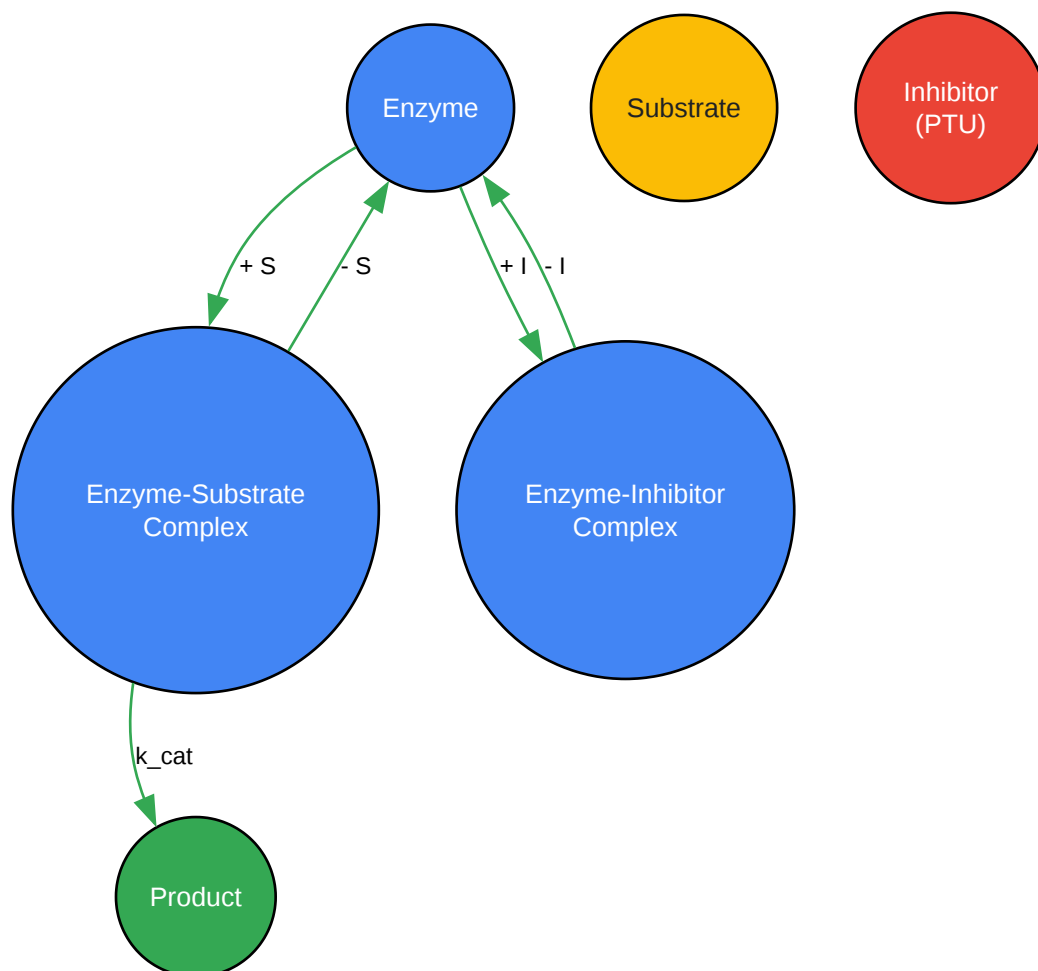 Enzyme
Substrate
Inhibitor
(PTU)
+ S
- S
+ I
- I
Enzyme-Substrate
Complex
Enzyme-Inhibitor
Complex
k_cat
Product